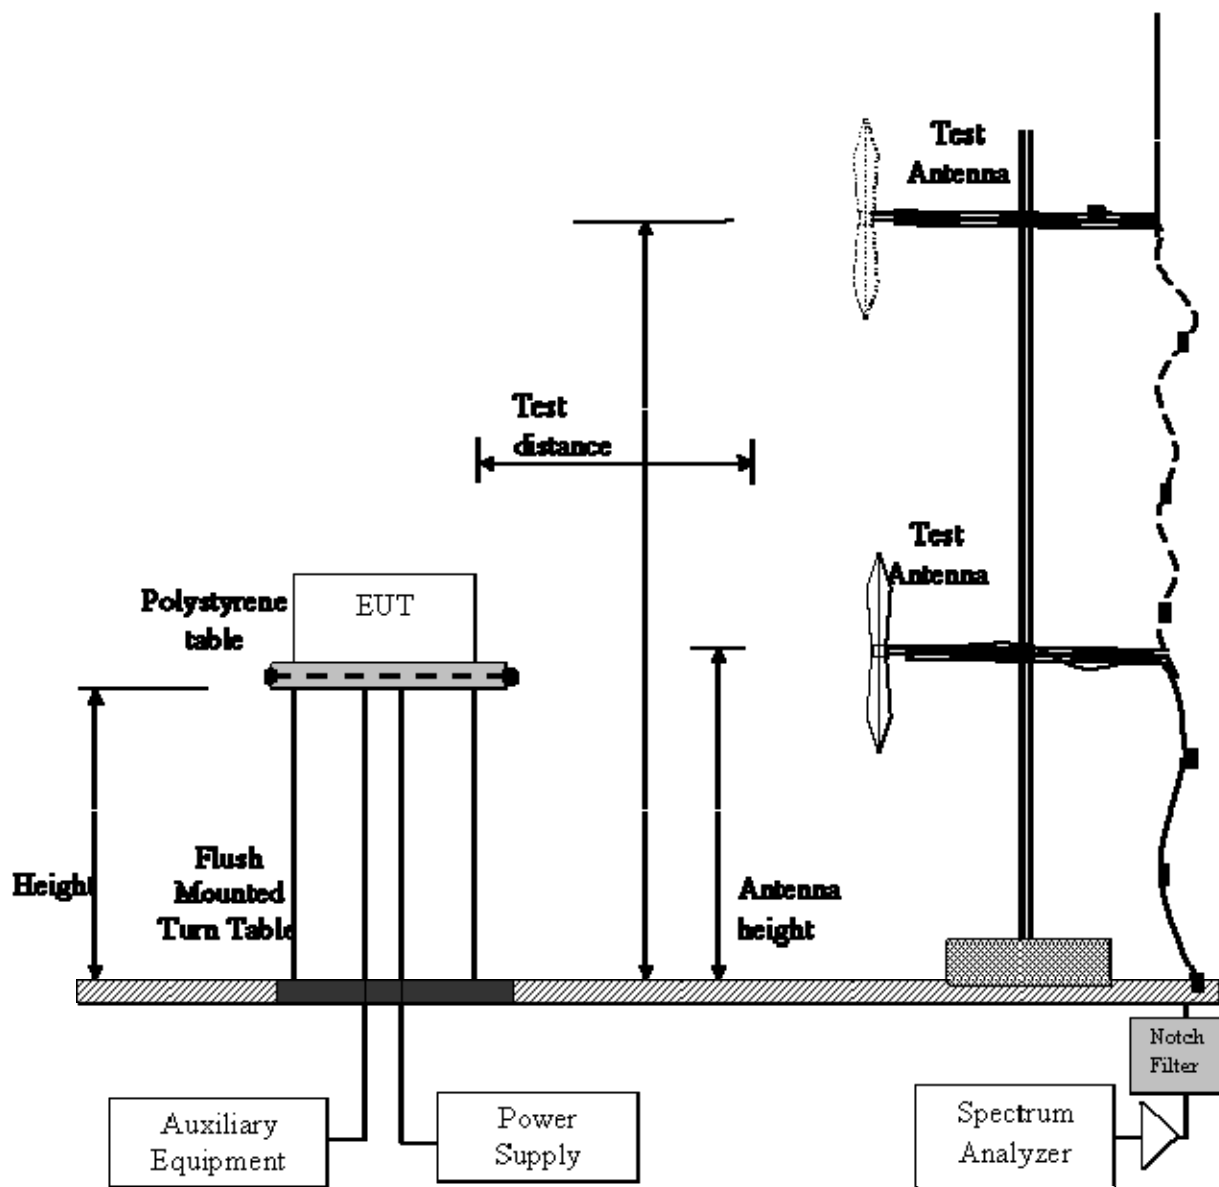 Test
Antenna
Test
distance
Test
Antenna
Polystyrene
table
EUT
Height
Flush
Mounted
Turn Table
Antenna
height
Notch
Filter
Auxiliary
Equipment
Power
Supply
Spectrum
Analyzer